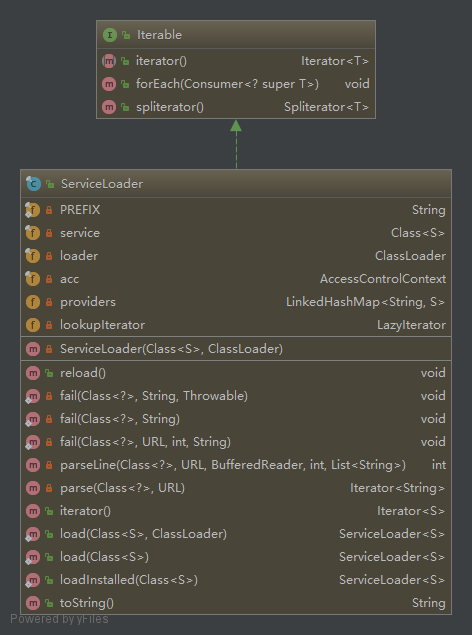 Iterable
iterator() Iterator<T>
forEach(Consumer<? super T>) void
spliterator() Spliterator<T>
ServiceLoader
PREFIX String
service Class<S>
loader ClassLoader
acc AccessControlContext
providers LinkedHashMap<String, S>
lookupIterator LazyIterator
ServiceLoader(Class<S>, ClassLoader)
reload() void
fail(Class<?>, String, Throwable) void
fail(Class<?>, String) void
fail(Class<?>, URL, int, String) void
parseLine(Class<?>, URL, BufferedReader, int, List<String>) int
parse(Class<?>, URL) Iterator<String>
iterator() Iterator<S>
load(Class<S>, ClassLoader) ServiceLoader<S>
load(Class<S>) ServiceLoader<S>
loadInstalled(Class<S>) ServiceLoader<S>
toString() String
Powered by yFiles